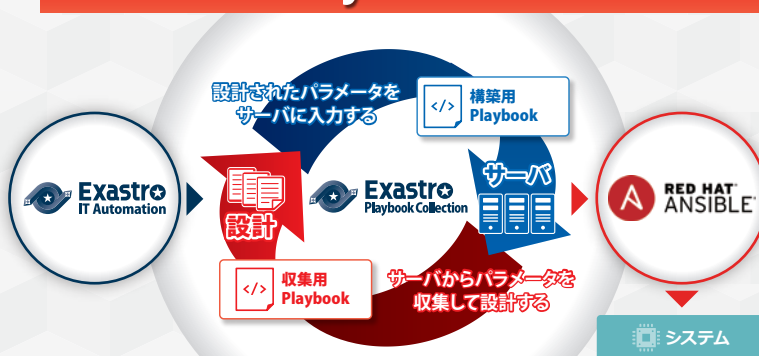 設計されたパラメータを
サーバに入力する
</>
構築用
Playbook
Exastro
IT Automation
設計
Exastro
Playbook Collection
サーバ
A
RED HAT
ANSIBLE
</>
収集用
Playbook
サーバからパラメータを
収集して設計する
システム